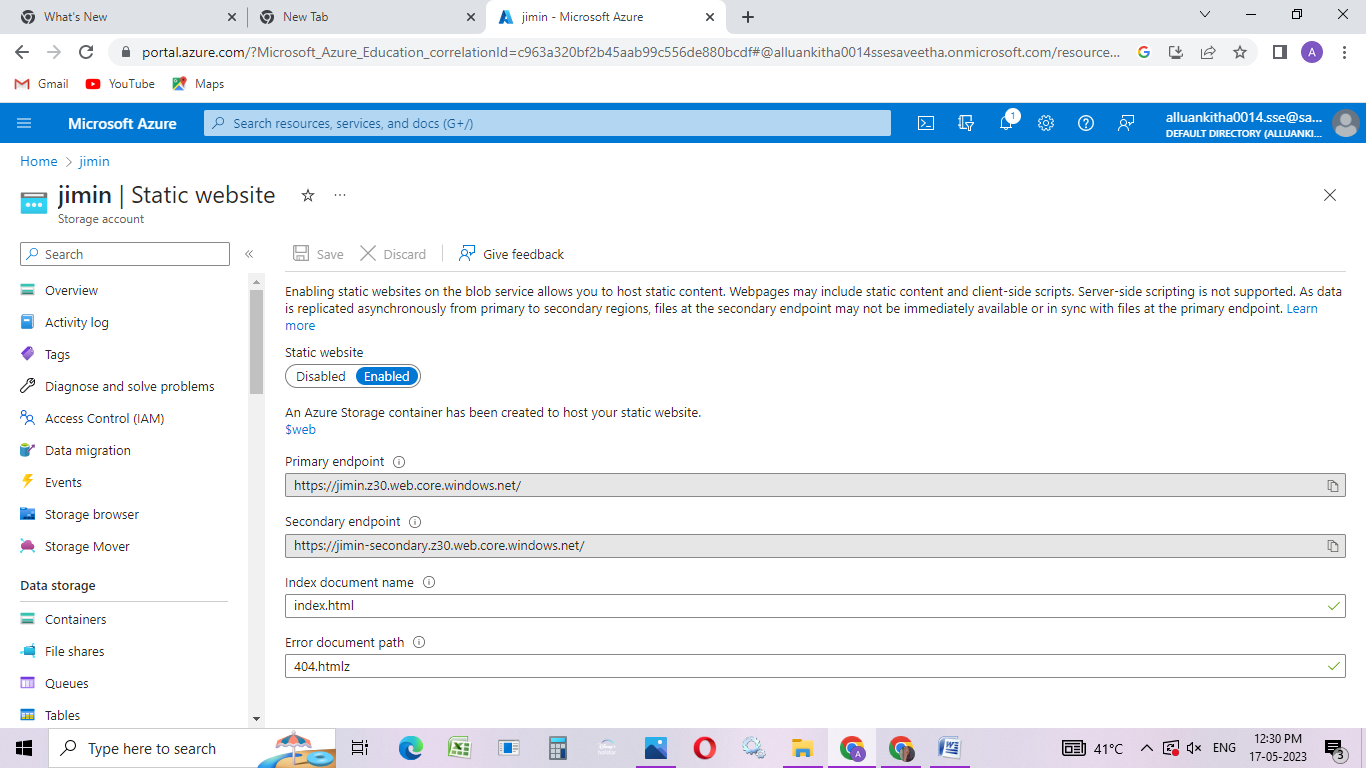 What's New
New Tab
jimin - Microsoft Azure
portal.azure.com/?Microsoft_Azure_Education_correlationId=c963a320bf2b45aab99c556de880bcdf#@alluankitha0014ssesaveetha.onmicrosoft.com/resource...
A
Gmail
YouTube
Maps
Microsoft Azure
Search resources, services, and docs (G+/)
1
alluankitha0014.sse@sa...
DEFAULT DIRECTORY (ALLUANKI...
Home > jimin
jimin | Static website
Storage account
Search
Save
Discard
Give feedback
Overview
Activity log
Tags
Diagnose and solve problems
Access Control (IAM)
Data migration
Events
Storage browser
Storage Mover
Data storage
Containers
File shares
Queues
Tables
Enabling static websites on the blob service allows you to host static content. Webpages may include static content and client-side scripts. Server-side scripting is not supported. As data
is replicated asynchronously from primary to secondary regions, files at the secondary endpoint may not be immediately available or in sync with files at the primary endpoint. Learn
more
Static website
Disabled Enabled
An Azure Storage container has been created to host your static website.
$web
Primary endpoint
https://jimin.z30.web.core.windows.net/
Secondary endpoint
https://jimin-secondary.z30.web.core.windows.net/
Index document name
index.html
Error document path
404.htmlz
Type here to search
41°C
ENG
12:30 PM
17-05-2023
3